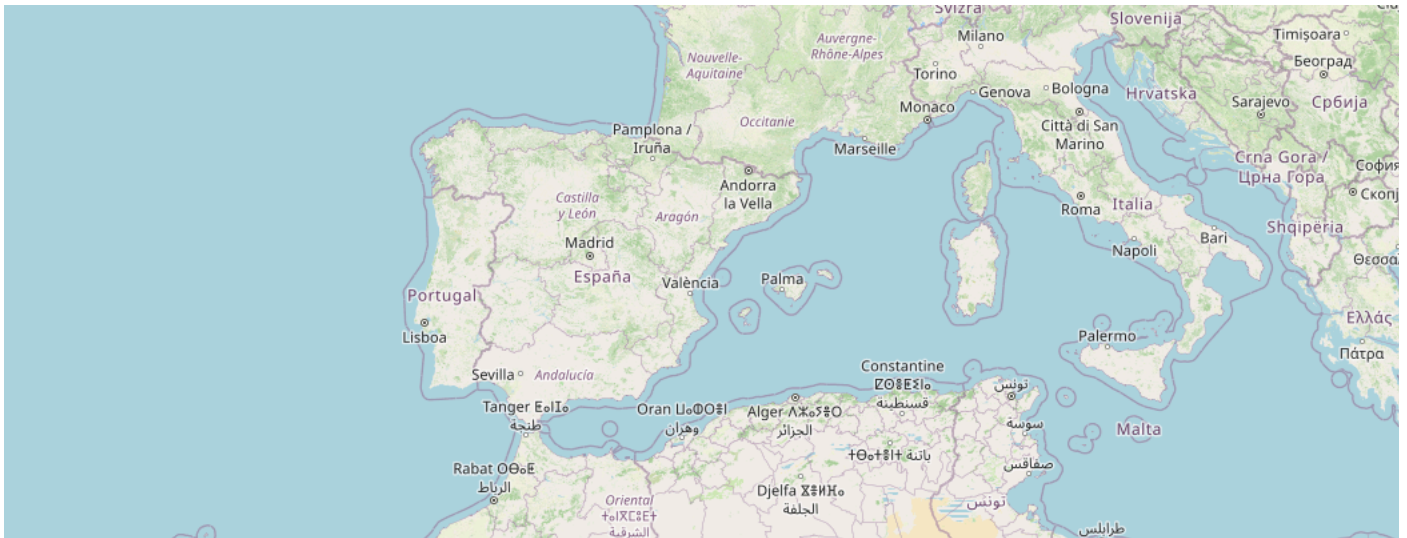 Svizra
Slovenija
Milano
Timișoara
Auvergne-
Rhône-Alpes
Nouvelle-
Aquitaine
Torino
Београд
Genova
Bologna
Hrvatska
Sarajevo
Србија
Monaco
Occitanie
Città di San
Marino
Pamplona /
Iruña
Marseille
Crna Gora /
Црна Гора
София
Andorra
la Vella
Castilla
y León
Aragón
Roma
Italia
Shqipëria
Bari
Napoli
Madrid
España
València
Palma
Portugal
Ελλάς
Lisboa
Palermo
Πάτρα
Sevilla
Andalucía
Constantine
قسنطينة
تونس
Tanger
طنجة
Oran
وهران
Alger
الجزائر
سوسة
Malta
باتنة
صفاقس
Rabat
الرباط
Djelfa
الجلفة
Oriental
الشرقية
تونس
طرابلس